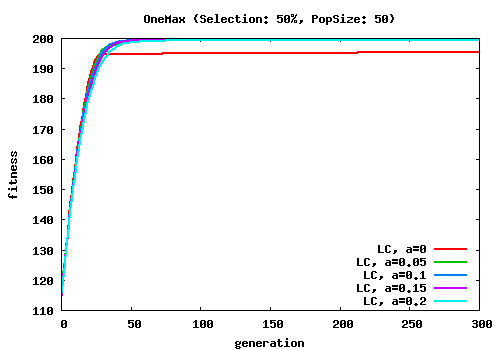 OneMax (Selection: 50%, PopSize: 50)
200
190
180
170
160
150
140
130
120
110
fitness
0
50
100
150
200
250
300
generation
LC, a=0
LC, a=0.05
LC, a=0.1
LC, a=0.15
LC, a=0.2